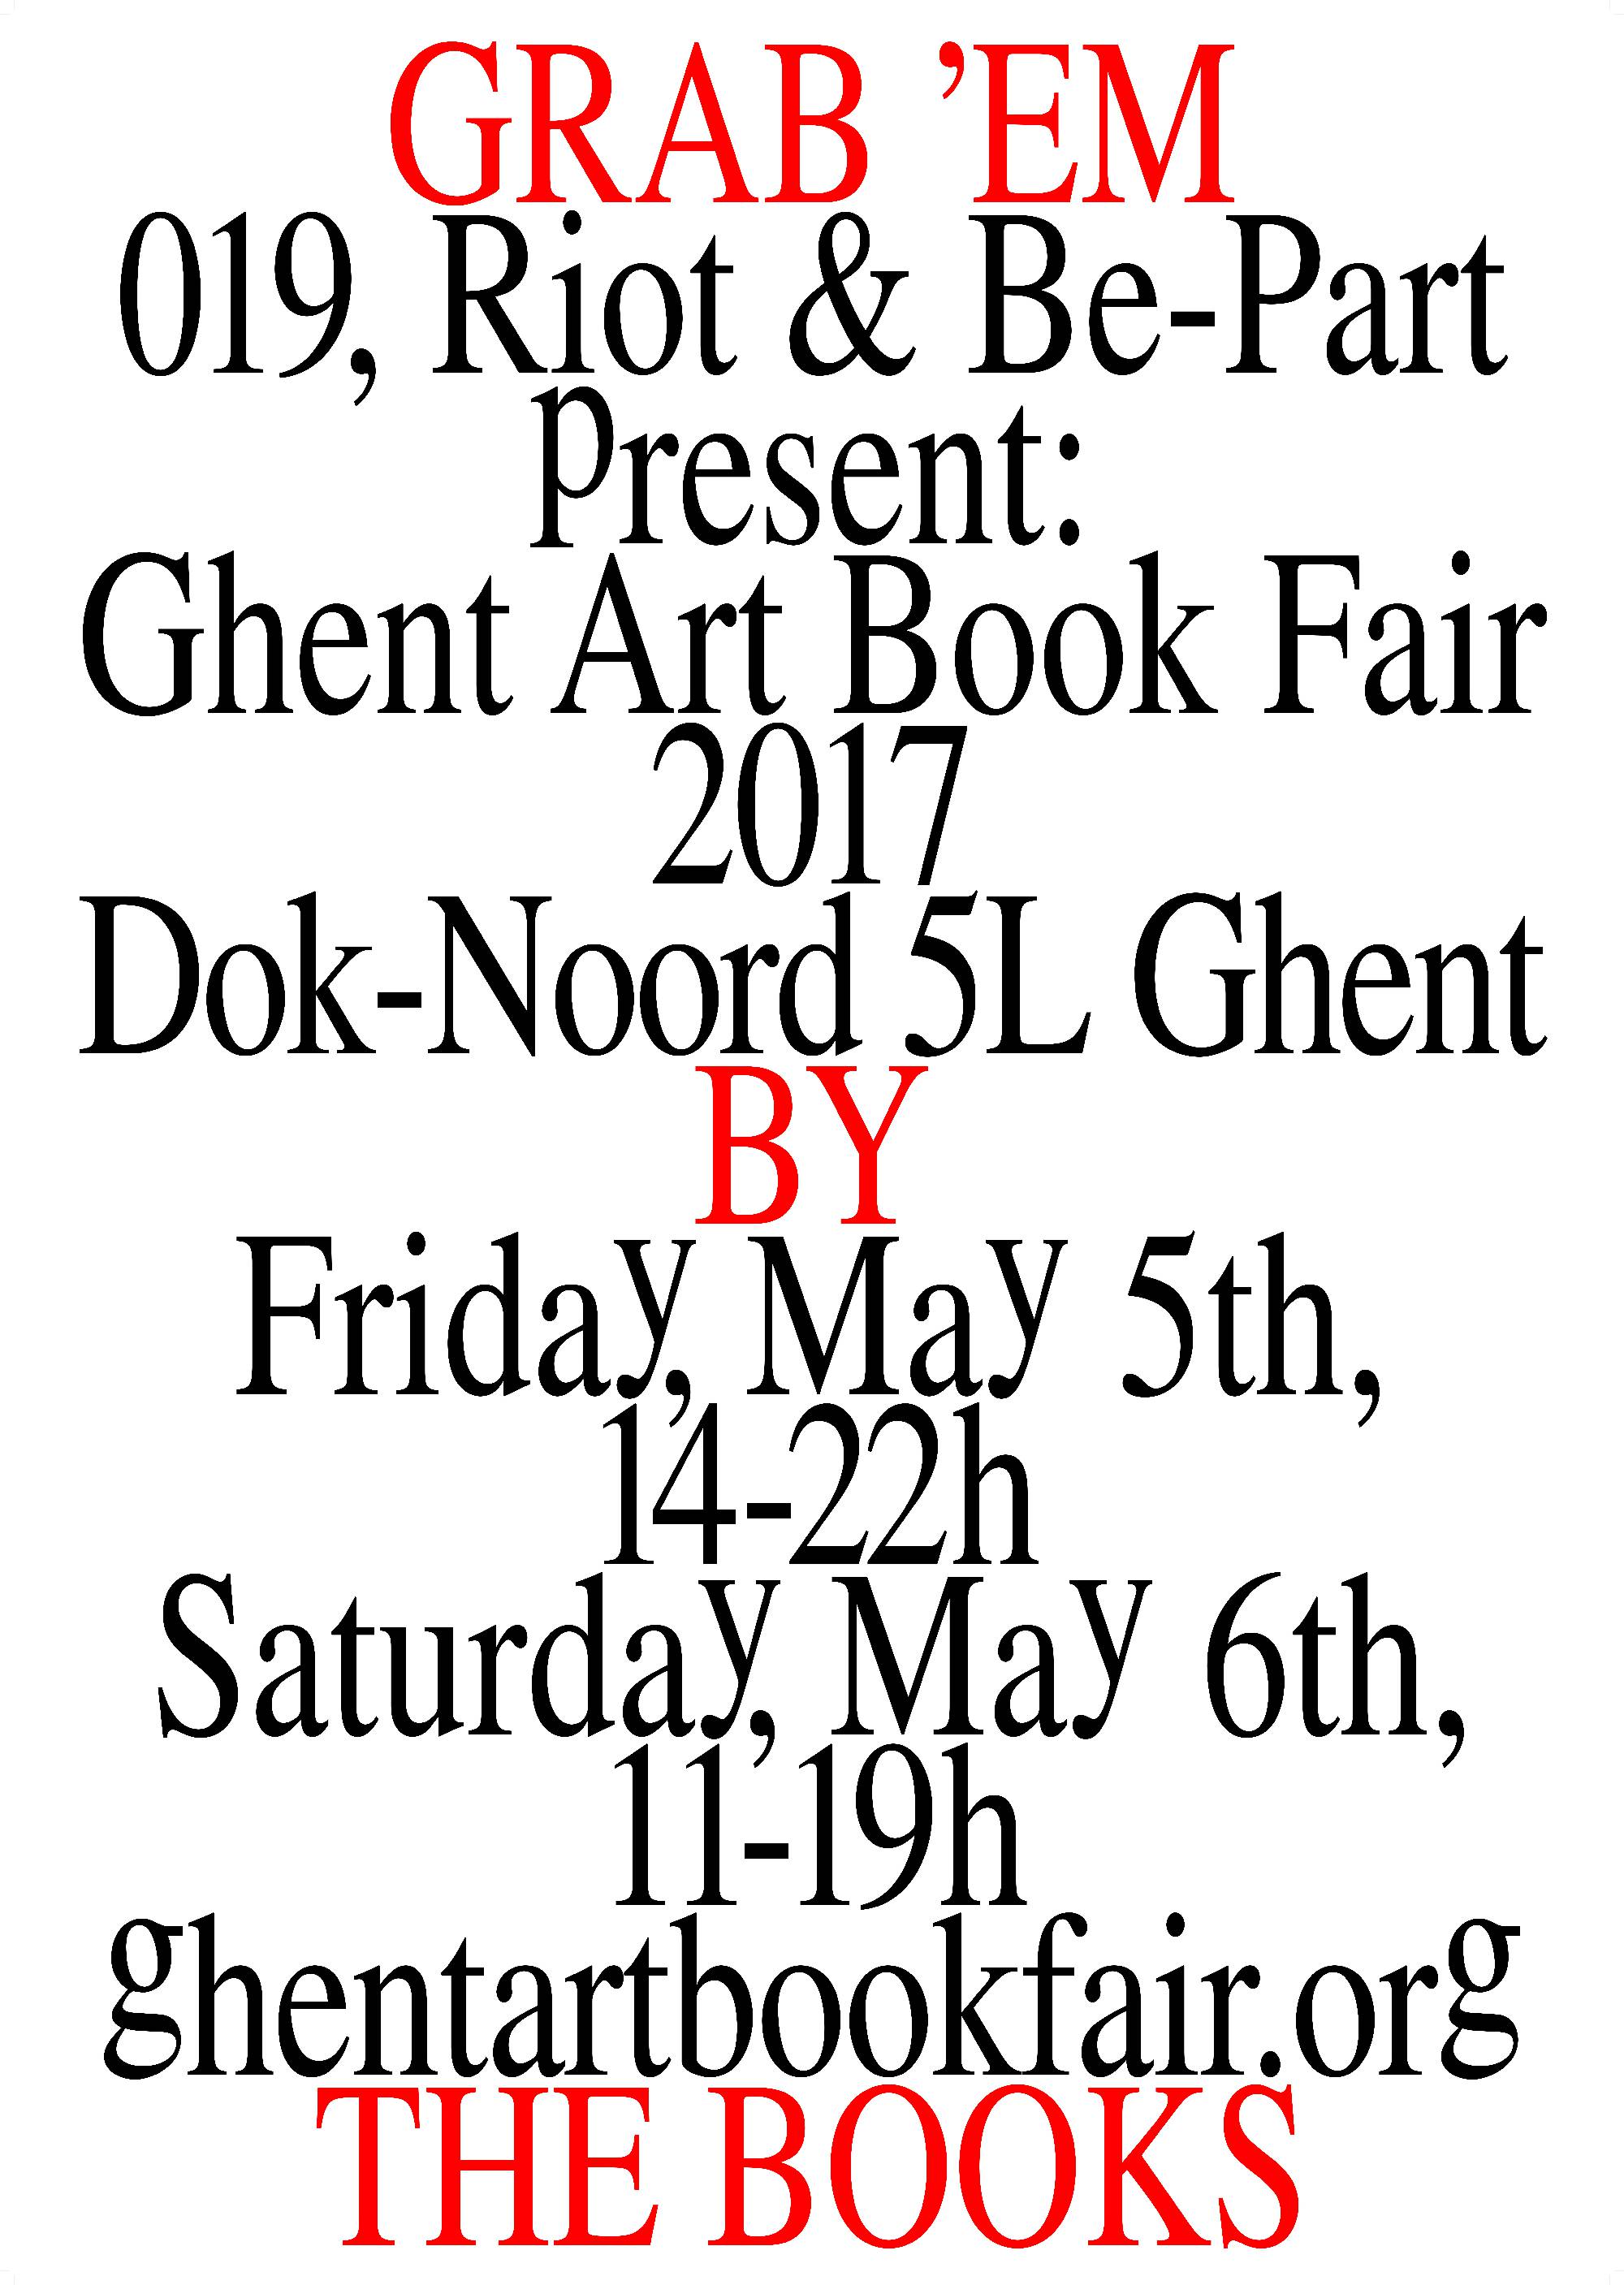 GRAB ’EM
019, Riot & Be-Part
present:
Ghent Art Book Fair
2017
Dok-Noord 5L Ghent
BY
Friday, May 5th,
14-22h
Saturday, May 6th,
11-19h
ghentartbookfair.org
THE BOOKS